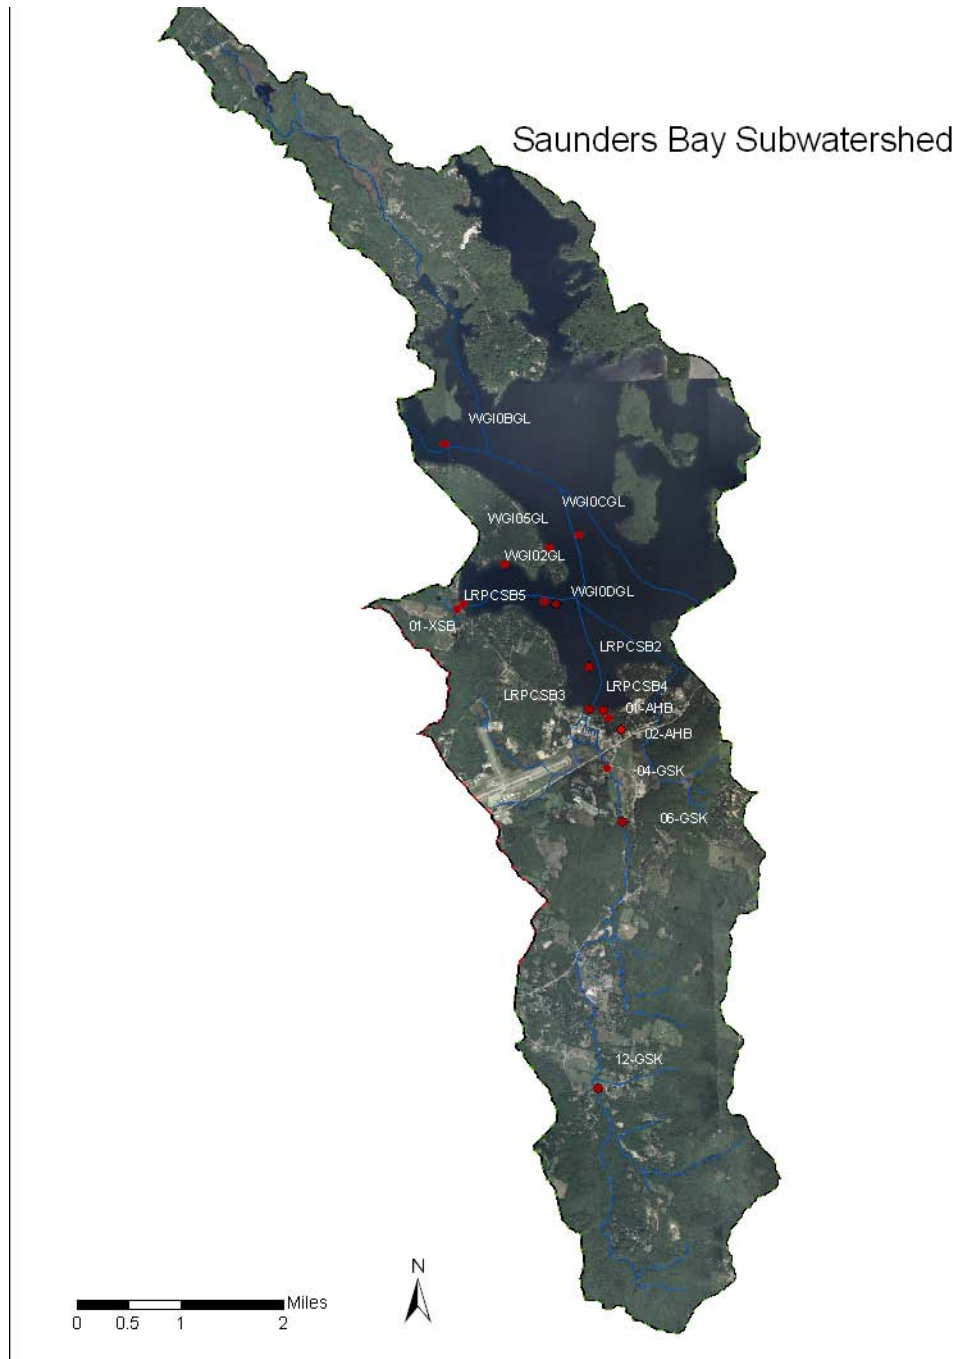 Saunders Bay Subwatershed
WGI0BGL
WGI0CGL
WGI05GL
WGI02GL
WGI0DGL
LRPCSB5
01-XSB
LRPCSB2
LRPCSB4
LRPCSB3
01-AHB
02-AHB
04-GSK
06-GSK
12-GSK
N
Miles
0 0.5 1 2